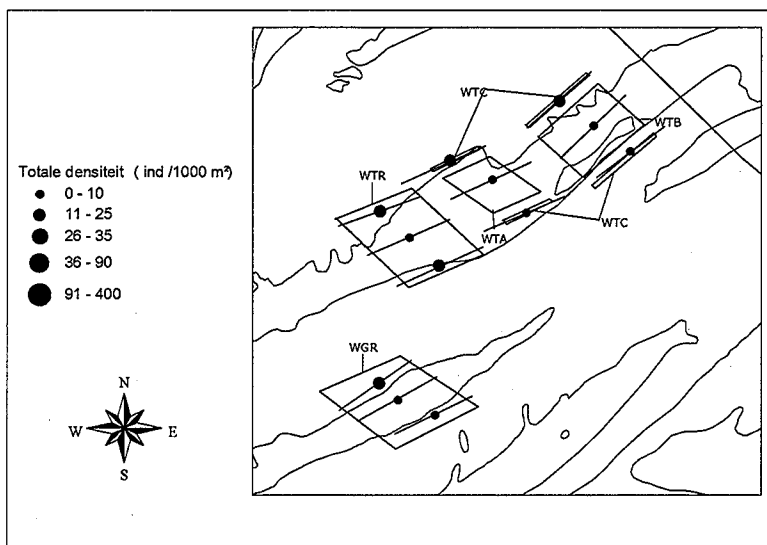 Totale densiteit ( ind /1000 m²)
0 - 10
11 - 25
26 - 35
36 - 90
91 - 400
N
W E
S
WTC
WTB
WTR
WTA
WTC
WGR